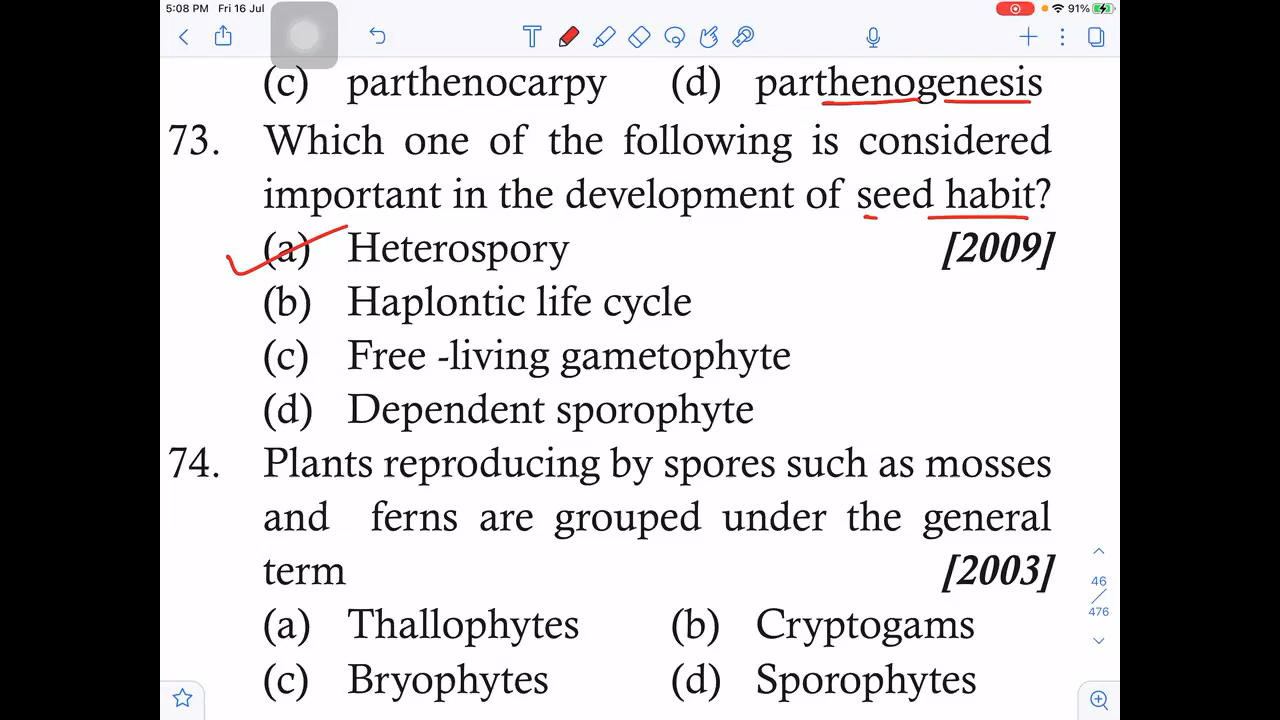 5:08 PM Fri 16 Jul 91%
T
(c) parthenocarpy (d) parthenogenesis
73. Which one of the following is considered
important in the development of seed habit?
(a) Heterospory [2009]
(b) Haplontic life cycle
(c) Free -living gametophyte
(d) Dependent sporophyte
74. Plants reproducing by spores such as mosses
and ferns are grouped under the general
term [2003]
46
476
(a) Thallophytes (b) Cryptogams
(c) Bryophytes (d) Sporophytes